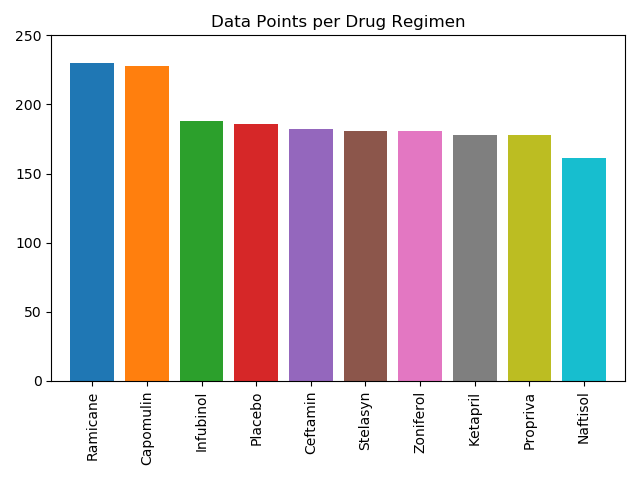 Data Points per Drug Regimen
250
200
150
100
50
0
Ramicane
Capomulin
Infubinol
Placebo
Ceftamin
Stelasyn
Zoniferol
Ketapril
Propriva
Naftisol